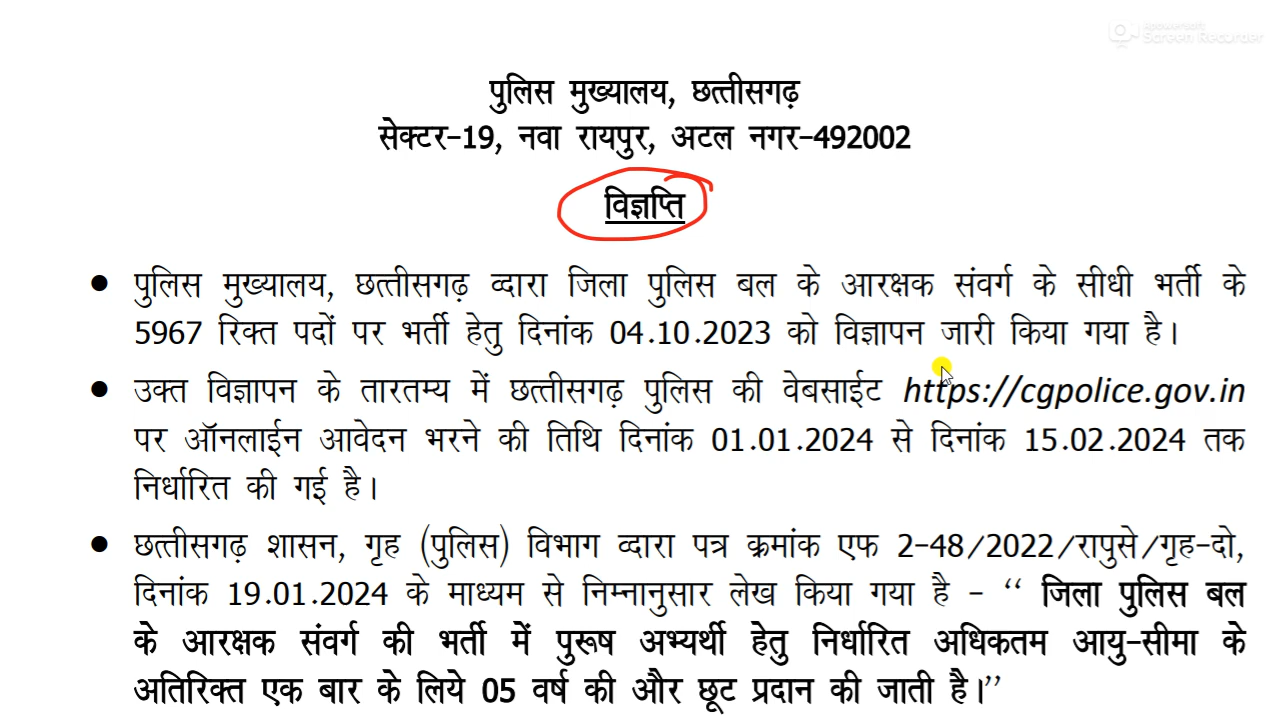 Apowersoft
Screen Recorder
पुलिस मुख्यालय, छत्तीसगढ़
सेक्टर-19, नवा रायपुर, अटल नगर-492002
विज्ञप्ति
● पुलिस मुख्यालय, छत्तीसगढ़ व्दारा जिला पुलिस बल के आरक्षक संवर्ग के सीधी भर्ती के
5967 रिक्त पदों पर भर्ती हेतु दिनांक 04.10.2023 को विज्ञापन जारी किया गया है।
● उक्त विज्ञापन के तारतम्य में छत्तीसगढ़ पुलिस की वेबसाईट https://cgpolice.gov.in
पर ऑनलाईन आवेदन भरने की तिथि दिनांक 01.01.2024 से दिनांक 15.02.2024 तक
निर्धारित की गई है।
● छत्तीसगढ़ शासन, गृह (पुलिस) विभाग व्दारा पत्र क्रमांक एफ 2-48/2022/रापुसे/गृह-दो,
दिनांक 19.01.2024 के माध्यम से निम्नानुसार लेख किया गया है - ‘‘ जिला पुलिस बल
के आरक्षक संवर्ग की भर्ती में पुरूष अभ्यर्थी हेतु निर्धारित अधिकतम आयु-सीमा के
अतिरिक्त एक बार के लिये 05 वर्ष की और छूट प्रदान की जाती है।’’